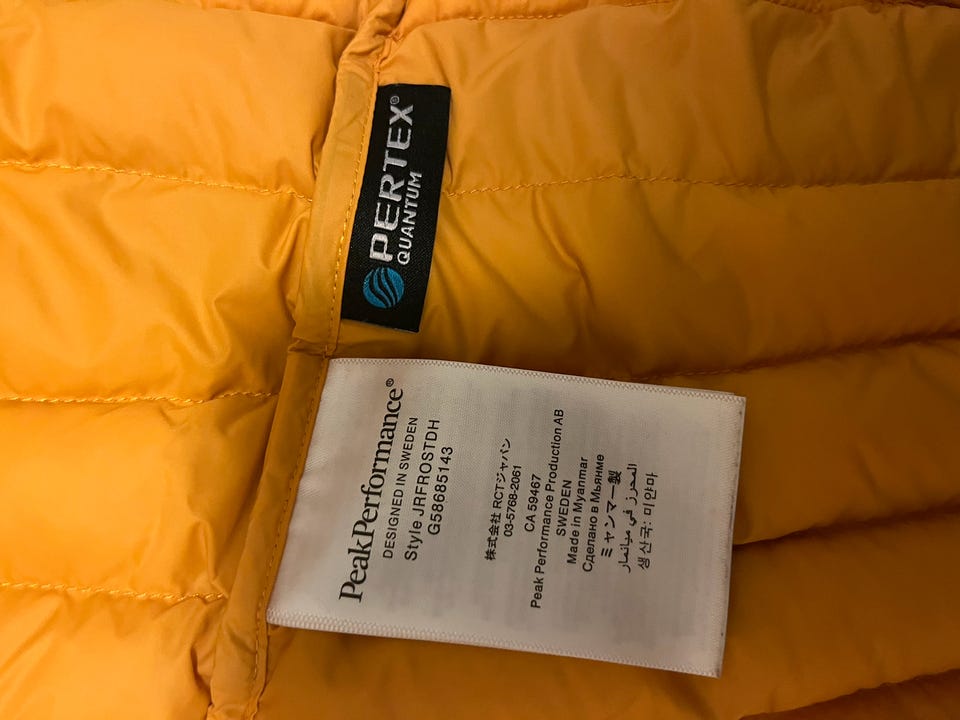 PERTEX®
QUANTUM
PeakPerformance®
DESIGNED IN SWEDEN
Style JRFROSTDH
G58685143
株式会社 RCTジャパン
03-5768-2061
CA 59467
Peak Performance Production AB
SWEDEN
Made in Myanmar
Сделано в Мьянме
ミャンマー製
المحرز في ميانمار
생산국: 미얀마